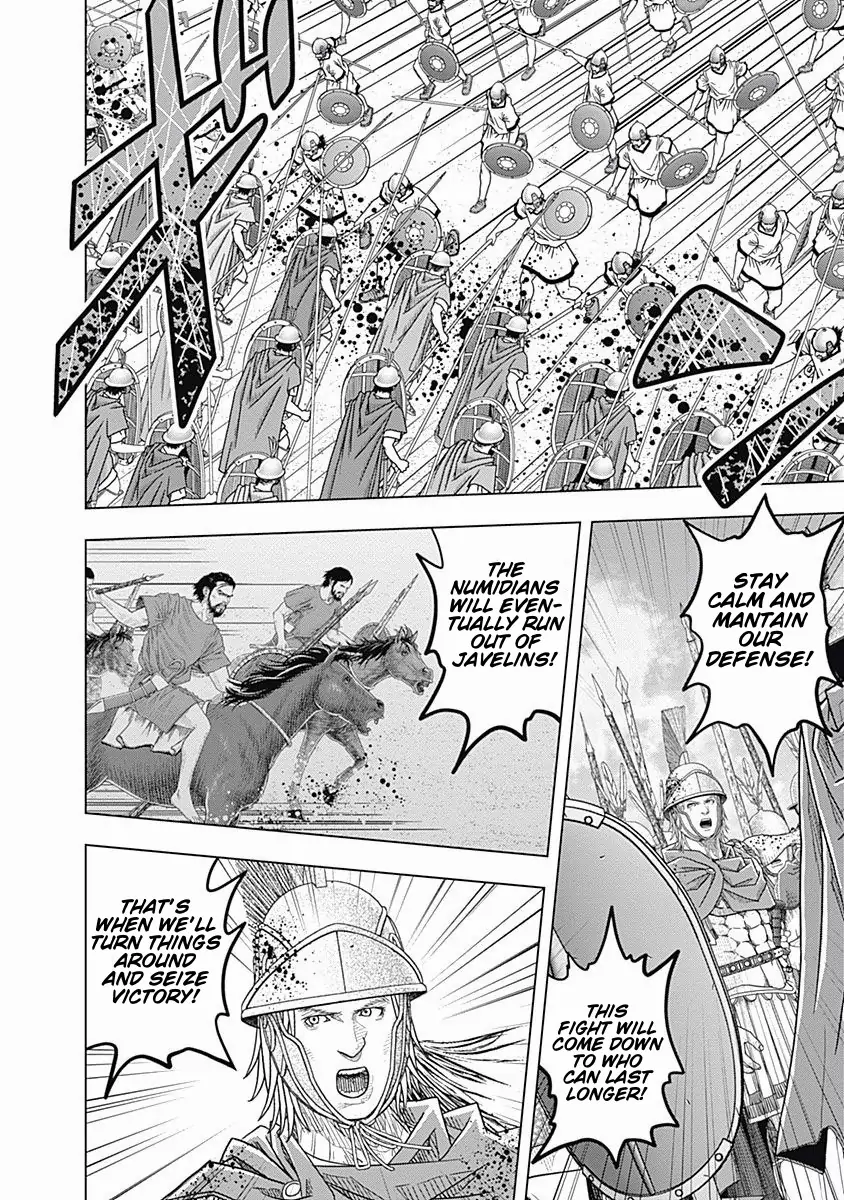 STAY
CALM AND
MANTAIN
OUR
DEFENSE!
THIS
FIGHT WILL
COME DOWN
TO WHO
CAN LAST
LONGER!
THE
NUMIDIANS
WILL EVEN-
TUALLY RUN
OUT OF
JAVELINS!
THAT'S
WHEN WE'LL
TURN THINGS
AROUND
AND SEIZE
VICTORY!